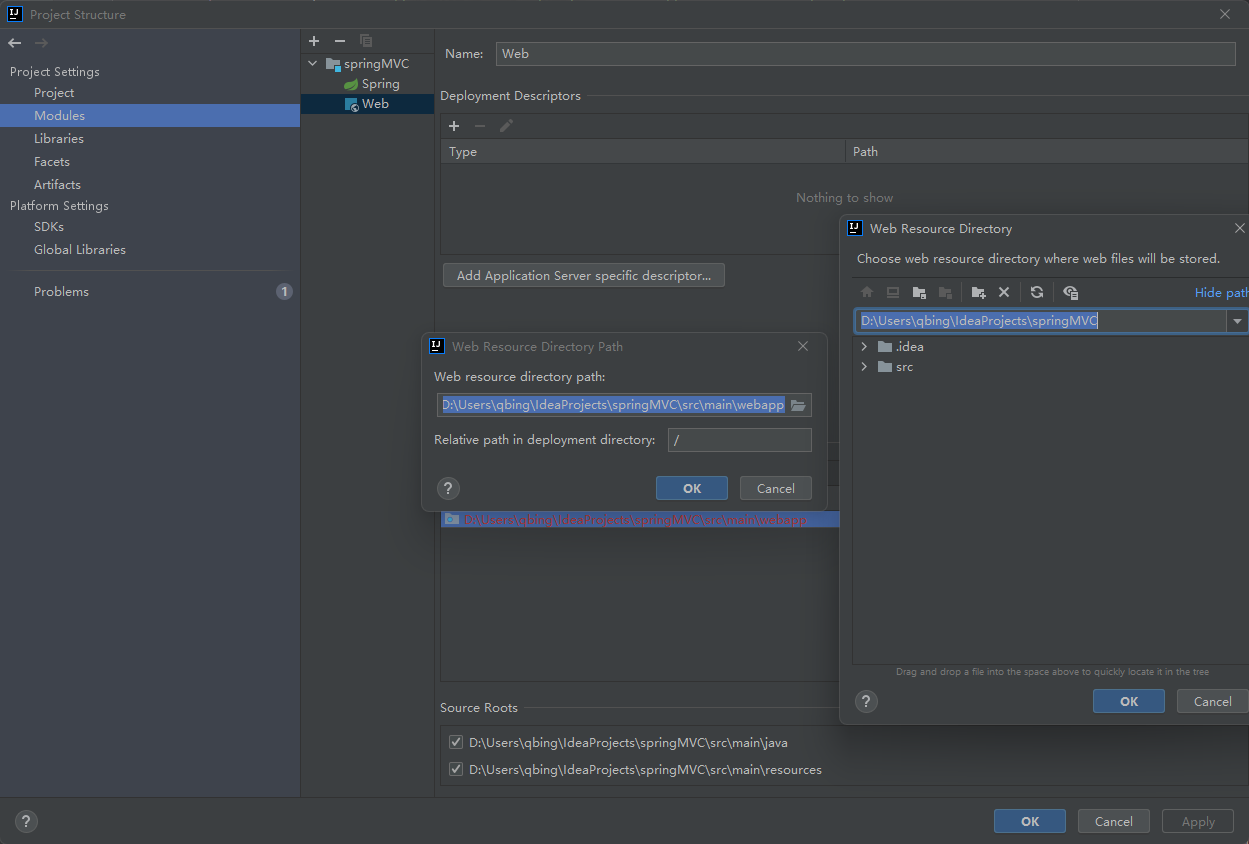 Project Structure
Project Settings
Project
Modules
Libraries
Facets
Artifacts
Platform Settings
SDKs
Global Libraries
Problems
1
springMVC
Spring
Web
Name:
Web
Deployment Descriptors
Type
Path
Nothing to show
Add Application Server specific descriptor...
Web Resource Directory Path
Web resource directory path:
D:\Users\qbing\IdeaProjects\springMVC\src\main\webapp
Relative path in deployment directory:
/
?
OK
Cancel
D:\Users\qbing\IdeaProjects\springMVC\src\main\webapp
Source Roots
D:\Users\qbing\IdeaProjects\springMVC\src\main\java
D:\Users\qbing\IdeaProjects\springMVC\src\main\resources
Web Resource Directory
Choose web resource directory where web files will be stored.
Hide path
D:\Users\qbing\IdeaProjects\springMVC
.idea
src
Drag and drop a file into the space above to quickly locate it in the tree
?
OK
Cancel
?
OK
Cancel
Apply